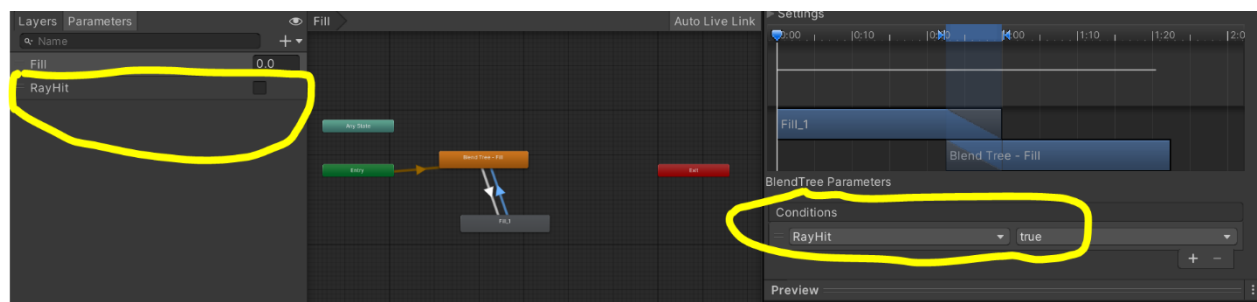 Layers Parameters
Name
Fill 0.0
RayHit
Fill
Auto Live Link
Any State
Entry
Blend Tree - Fill
Fill_1
Exit
Settings
0:00 0:10 1:00 1:10 1:20 2:0
Fill_1
Blend Tree - Fill
BlendTree Parameters
Conditions
RayHit true
Preview